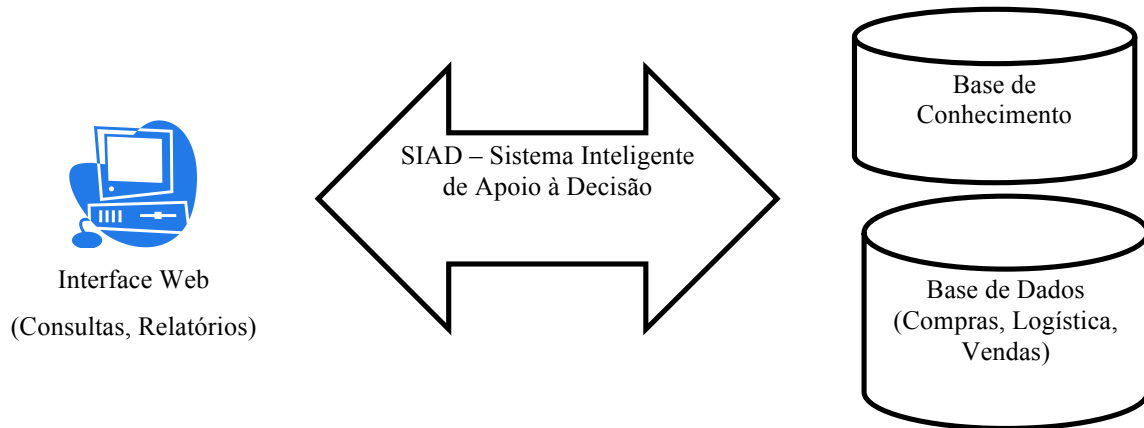 Interface Web
(Consultas, Relatórios)
SIAD – Sistema Inteligente
de Apoio à Decisão
Base de
Conhecimento
Base de Dados
(Compras, Logística,
Vendas)